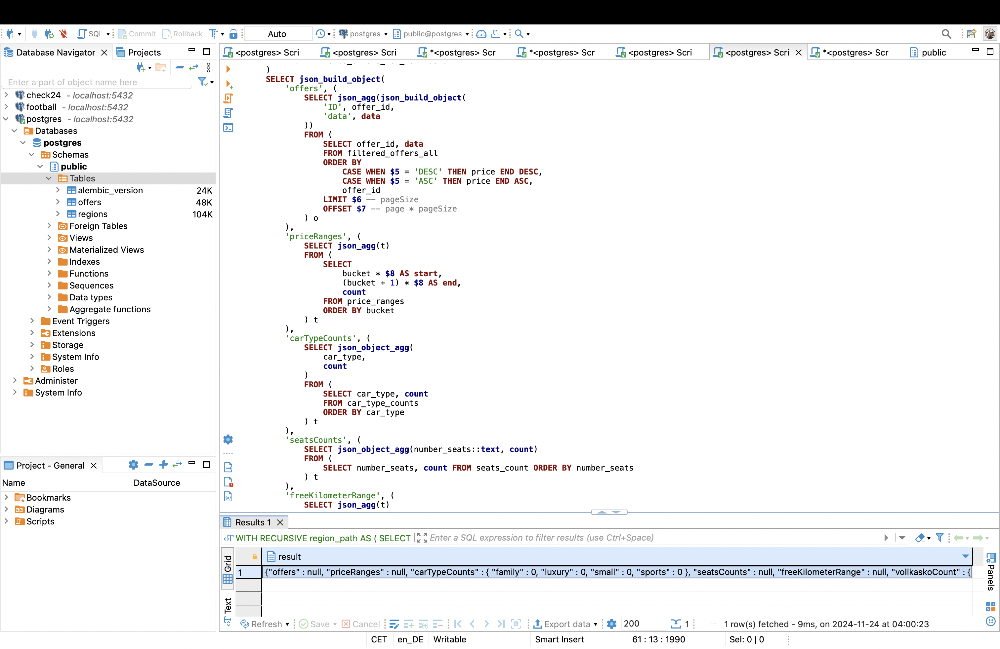 SQL
Commit
Rollback
Auto
postgres
public@postgres
Database Navigator
Projects
<postgres> Scri
<postgres> Scri
*<postgres> Scr
*<postgres> Scr
<postgres> Scri
<postgres> Scri
*<postgres> Scr
public
Enter a part of object name here
check24 - localhost:5432
football - localhost:5432
postgres - localhost:5432
Databases
postgres
Schemas
public
Tables
alembic_version 24K
offers 48K
regions 104K
Foreign Tables
Views
Materialized Views
Indexes
Functions
Sequences
Data types
Aggregate functions
Event Triggers
Extensions
Storage
System Info
Roles
Administer
System Info
Project - General
Name DataSource
Bookmarks
Diagrams
Scripts
)
SELECT json_build_object(
'offers', (
SELECT json_agg(json_build_object(
'ID', offer_id,
'data', data
))
FROM (
SELECT offer_id, data
FROM filtered_offers_all
ORDER BY
CASE WHEN $5 = 'DESC' THEN price END DESC,
CASE WHEN $5 = 'ASC' THEN price END ASC,
offer_id
LIMIT $6 -- pageSize
OFFSET $7 -- page * pageSize
) o
),
'priceRanges', (
SELECT json_agg(t)
FROM (
SELECT
bucket * $8 AS start,
(bucket + 1) * $8 AS end,
count
FROM price_ranges
ORDER BY bucket
) t
),
'carTypeCounts', (
SELECT json_object_agg(
car_type,
count
)
FROM (
SELECT car_type, count
FROM car_type_counts
ORDER BY car_type
) t
),
'seatsCounts', (
SELECT json_object_agg(number_seats::text, count)
FROM (
SELECT number_seats, count FROM seats_count ORDER BY number_seats
) t
),
'freeKilometerRange', (
SELECT json_agg(t)
Results 1
WITH RECURSIVE region_path AS ( SELECT
Enter a SQL expression to filter results (use Ctrl+Space)
Grid
Text
result
1 {"offers" : null, "priceRanges" : null, "carTypeCounts" : { "family" : 0, "luxury" : 0, "small" : 0, "sports" : 0 }, "seatsCounts" : null, "freeKilometerRange" : null, "vollkaskoCount" : {
Panels
Refresh
Save
Cancel
Export data
200
1
... 1 row(s) fetched - 9ms, on 2024-11-24 at 04:00:23
CET
en_DE
Writable
Smart Insert
61 : 13 : 1990
Sel: 0 | 0